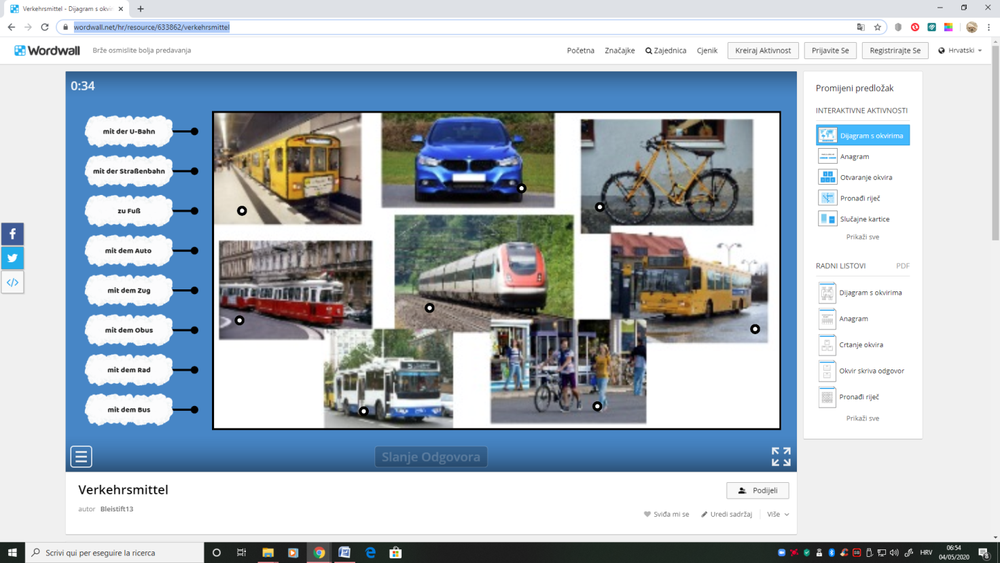 Verkehrsmittel - Dijagram s okvir
wordwall.net/hr/resource/633862/verkehrsmittel
Wordwall
Brže osmislite bolja predavanja
Početna
Značajke
Zajednica
Cjenik
Kreiraj Aktivnost
Prijavite Se
Registrirajte Se
Hrvatski
0:34
mit der U-Bahn
mit der Straßenbahn
zu Fuß
mit dem Auto
mit dem Zug
mit dem Obus
mit dem Rad
mit dem Bus
Slanje Odgovora
Promijeni predložak
INTERAKTIVNE AKTIVNOSTI
Dijagram s okvirima
Anagram
Otvaranje okvira
Pronađi riječ
Slučajne kartice
Prikaži sve
RADNI LISTOVI PDF
Dijagram s okvirima
Anagram
Crtanje okvira
Okvir skriva odgovor
Pronađi riječ
Prikaži sve
Verkehrsmittel
autor Bleistift13
Podijeli
Sviđa mi se
Uredi sadržaj
Više
Scrivi qui per eseguire la ricerca
HRV
06:54
04/05/2020
8